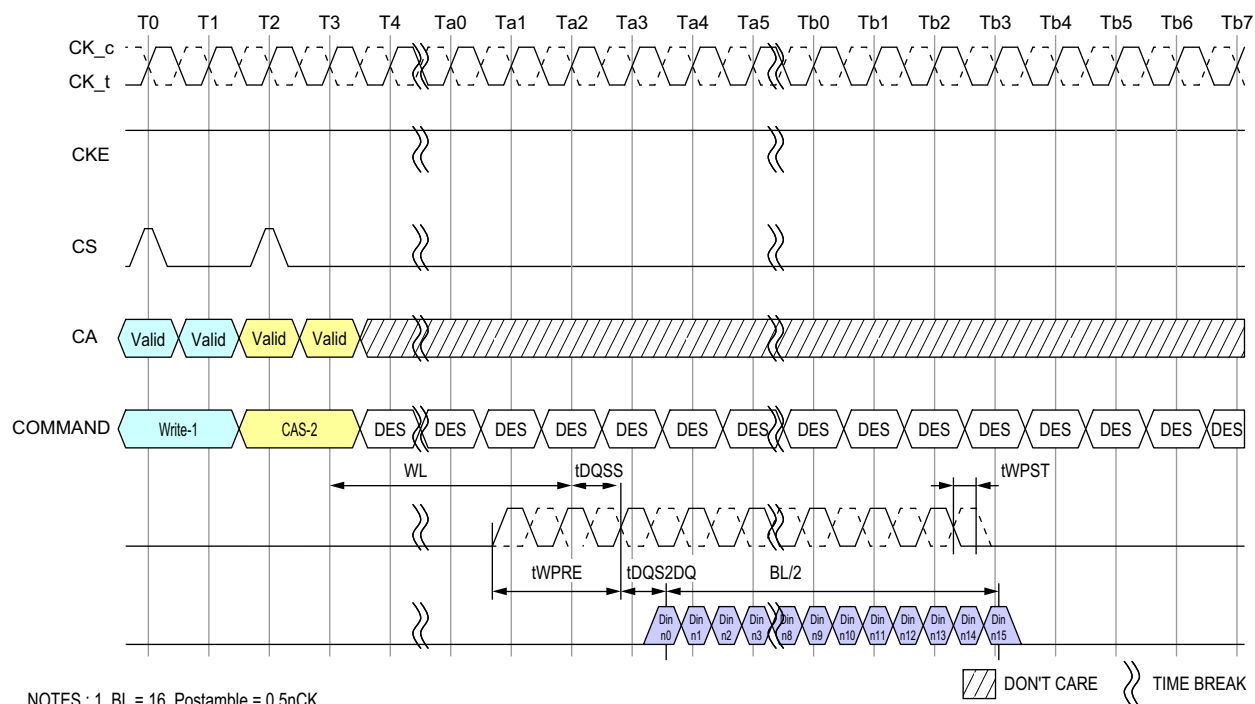 T0 T1 T2 T3 T4 Ta0 Ta1 Ta2 Ta3 Ta4 Ta5 Tb0 Tb1 Tb2 Tb3 Tb4 Tb5 Tb6 Tb7
CK_c
CK_t
CKE
CS
CA Valid Valid Valid Valid
COMMAND Write-1 CAS-2 DES DES DES DES DES DES DES DES DES DES DES DES DES DES DES
WL tDQSS tWPST
tWPRE tDQS2DQ BL/2
Din Din Din Din Din Din Din Din Din Din Din Din
n0 n1 n2 n3 n8 n9 n10 n11 n12 n13 n14 n15
DON'T CARE TIME BREAK
NOTES : 1. BL = 16, Postamble = 0.5nCK